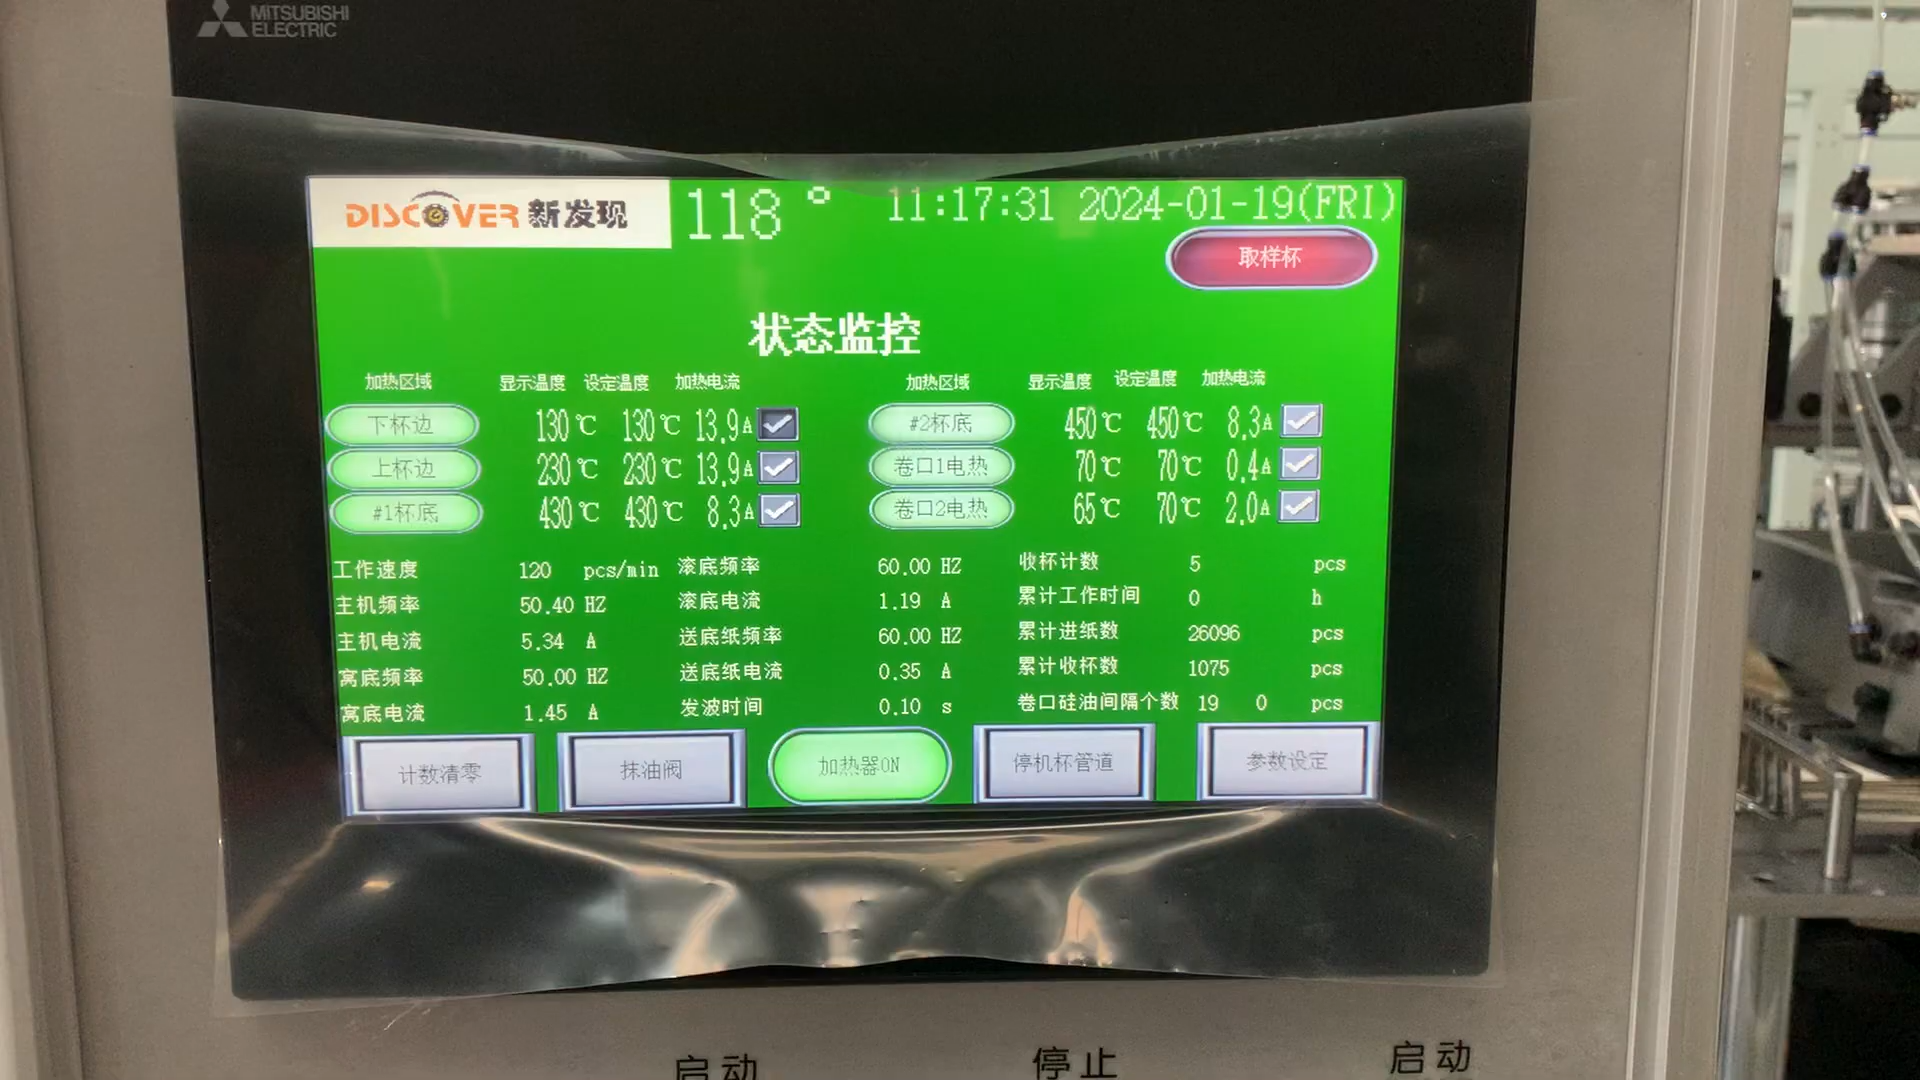 MITSUBISHI
ELECTRIC
DISCOVER 新发现 118 ° 11:17:31 2024-01-19(FRI)
取样杯
状态监控
加热区域 显示温度 设定温度 加热电流 加热区域 显示温度 设定温度 加热电流
下杯边 130℃ 130℃ 13.9A #2杯底 450℃ 450℃ 8.3A
上杯边 230℃ 230℃ 13.9A 卷口1电热 70℃ 70℃ 0.4A
#1杯底 430℃ 430℃ 8.3A 卷口2电热 65℃ 70℃ 2.0A
工作速度 120 pcs/min 滚底频率 60.00 HZ 收杯计数 5 pcs
主机频率 50.40 HZ 滚底电流 1.19 A 累计工作时间 0 h
主机电流 5.34 A 送底纸频率 60.00 HZ 累计进纸数 26096 pcs
窝底频率 50.00 HZ 送底纸电流 0.35 A 累计收杯数 1075 pcs
窝底电流 1.45 A 发波时间 0.10 s 卷口硅油间隔个数 19 0 pcs
计数清零 抹油阀 加热器ON 停机杯管道 参数设定
启动 停止 启动